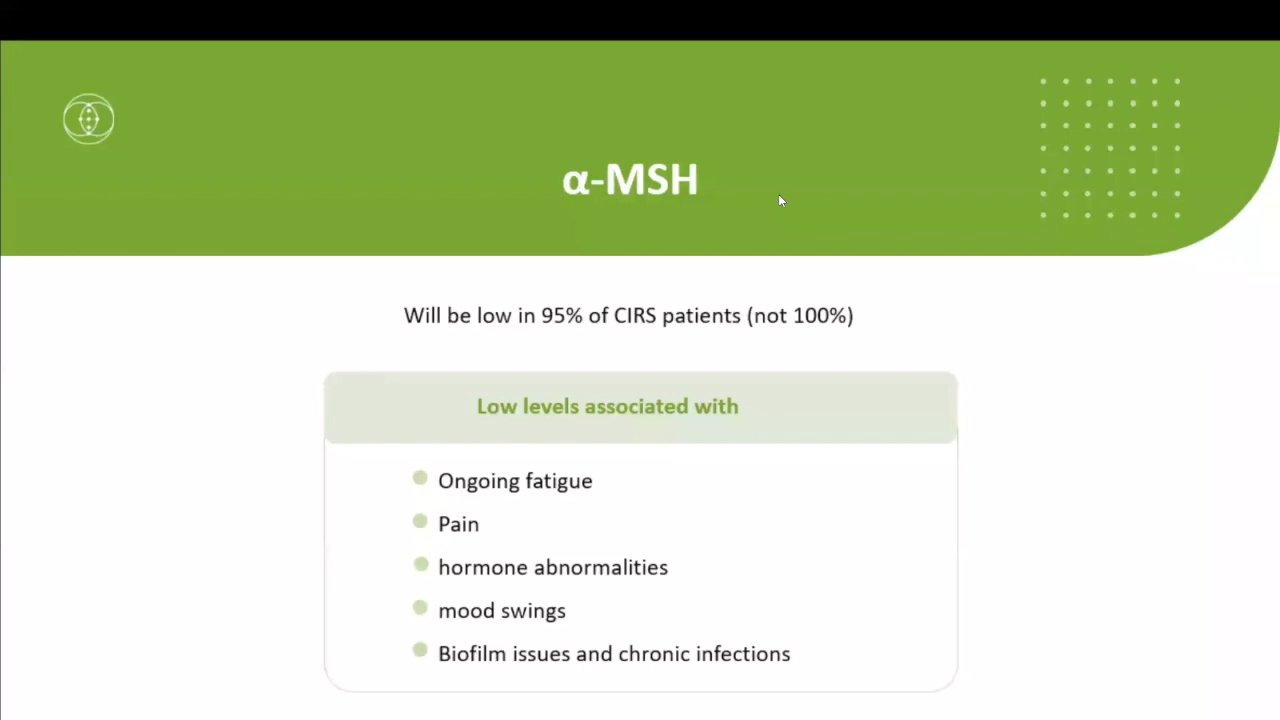 α-MSH
Will be low in 95% of CIRS patients (not 100%)
Low levels associated with
Ongoing fatigue
Pain
hormone abnormalities
mood swings
Biofilm issues and chronic infections